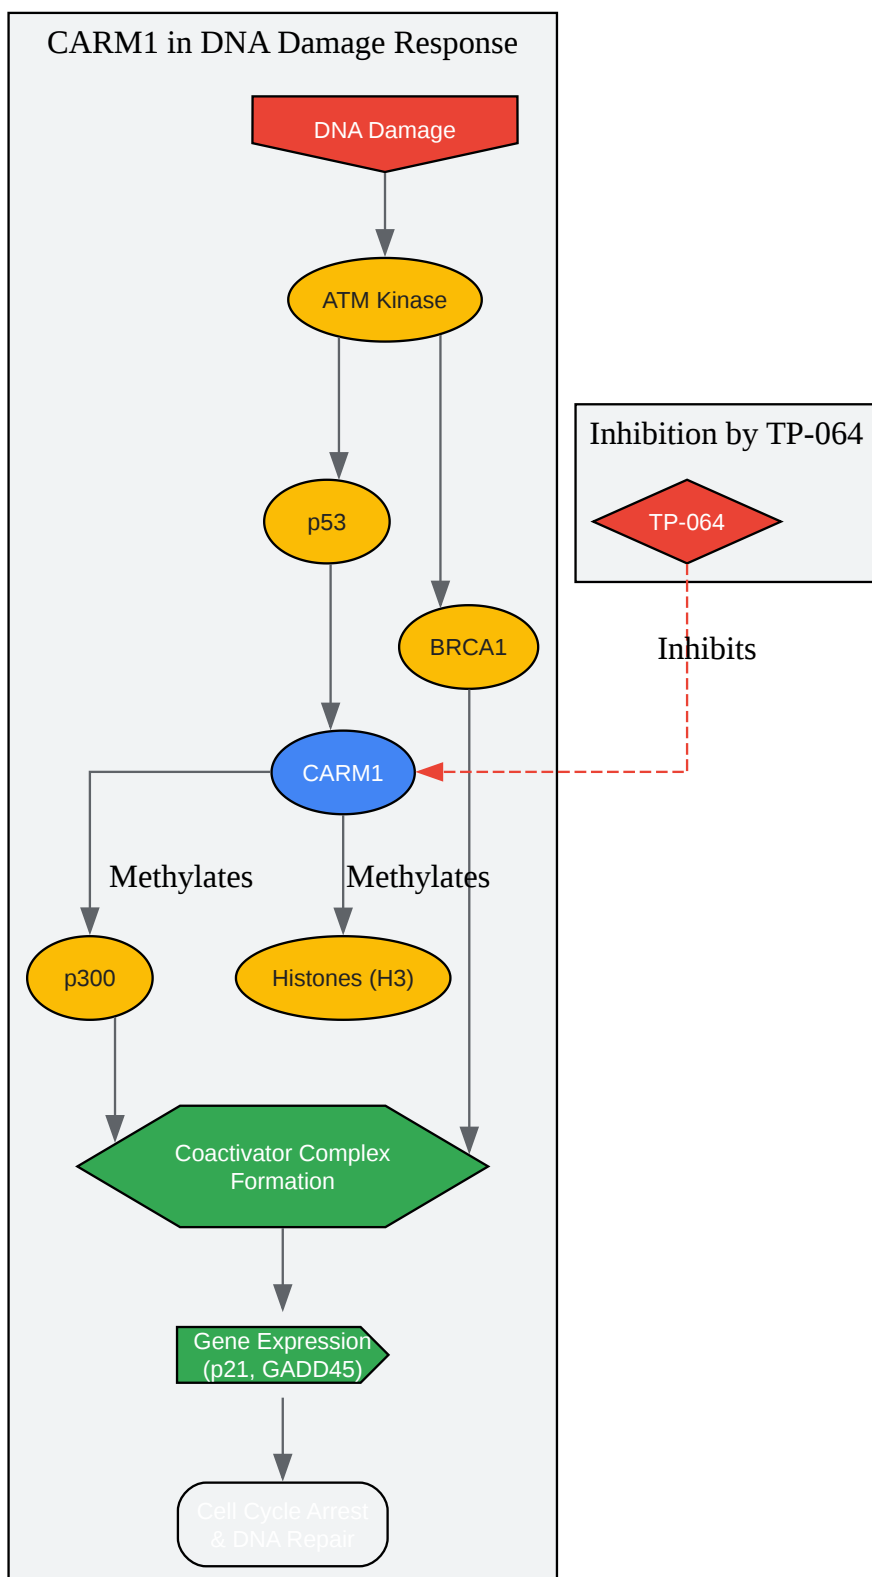 CARM1 in DNA Damage Response
DNA Damage
ATM Kinase
Inhibition by TP-064
p53
TP-064
BRCA1
Inhibits
CARM1
Methylates
Methylates
p300
Histones (H3)
Coactivator Complex
Formation
Gene Expression
(p21, GADD45)
Cell Cycle Arrest
& DNA Repair